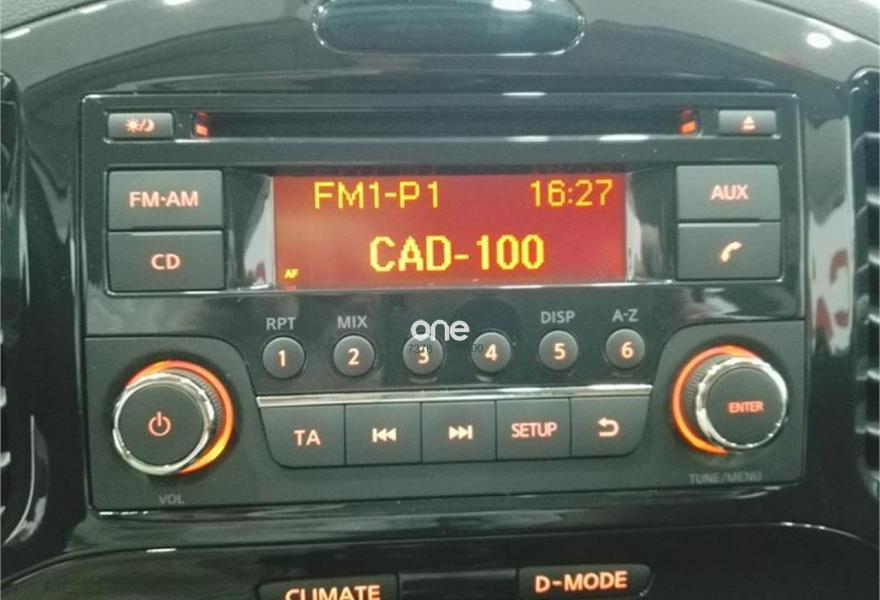 FM1-P1 16:27
FM·AM AUX
CAD-100
CD
AF
RPT MIX DISP A-Z
one
1 2 3 4 5 6
TA SETUP ENTER
VOL TUNE/MENU
CLIMATE D-MODE